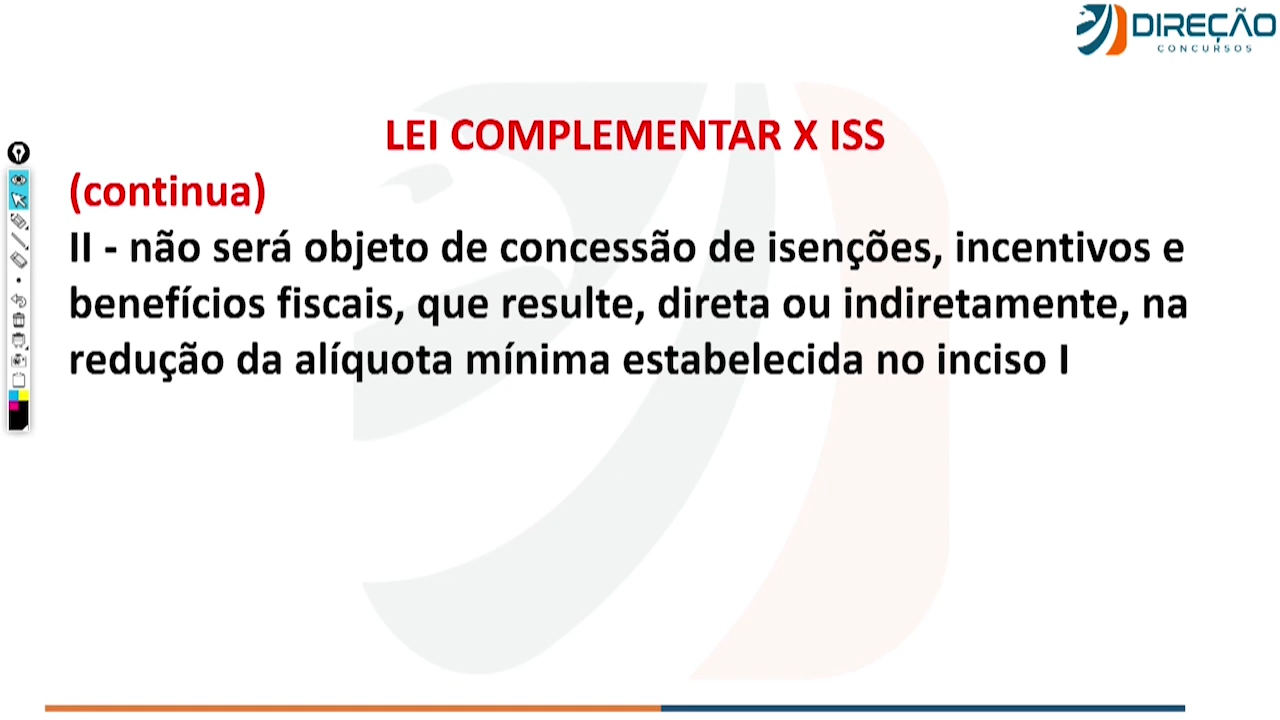 DIREÇÃO
CONCURSOS
LEI COMPLEMENTAR X ISS
(continua)
II - não será objeto de concessão de isenções, incentivos e
benefícios fiscais, que resulte, direta ou indiretamente, na
redução da alíquota mínima estabelecida no inciso I